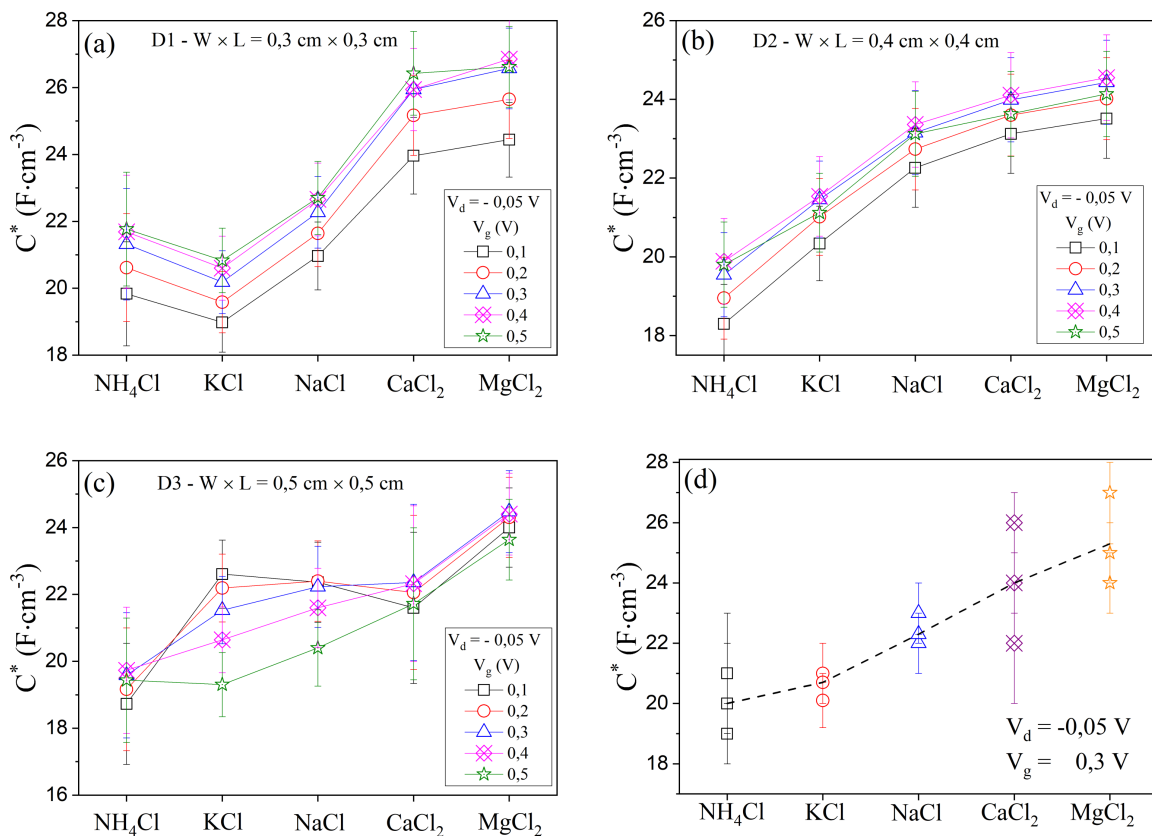 (a)
D1 - W × L = 0,3 cm × 0,3 cm
C* (F·cm⁻³)
28
26
24
22
20
18
NH₄Cl KCl NaCl CaCl₂ MgCl₂
V_d = - 0,05 V
V_g (V)
0,1
0,2
0,3
0,4
0,5
(b)
D2 - W × L = 0,4 cm × 0,4 cm
C* (F·cm⁻³)
26
24
22
20
18
NH₄Cl KCl NaCl CaCl₂ MgCl₂
V_d = - 0,05 V
V_g (V)
0,1
0,2
0,3
0,4
0,5
(c)
D3 - W × L = 0,5 cm × 0,5 cm
C* (F·cm⁻³)
26
24
22
20
18
16
NH₄Cl KCl NaCl CaCl₂ MgCl₂
V_d = - 0,05 V
V_g (V)
0,1
0,2
0,3
0,4
0,5
(d)
C* (F·cm⁻³)
28
26
24
22
20
18
NH₄Cl KCl NaCl CaCl₂ MgCl₂
V_d = -0,05 V
V_g = 0,3 V